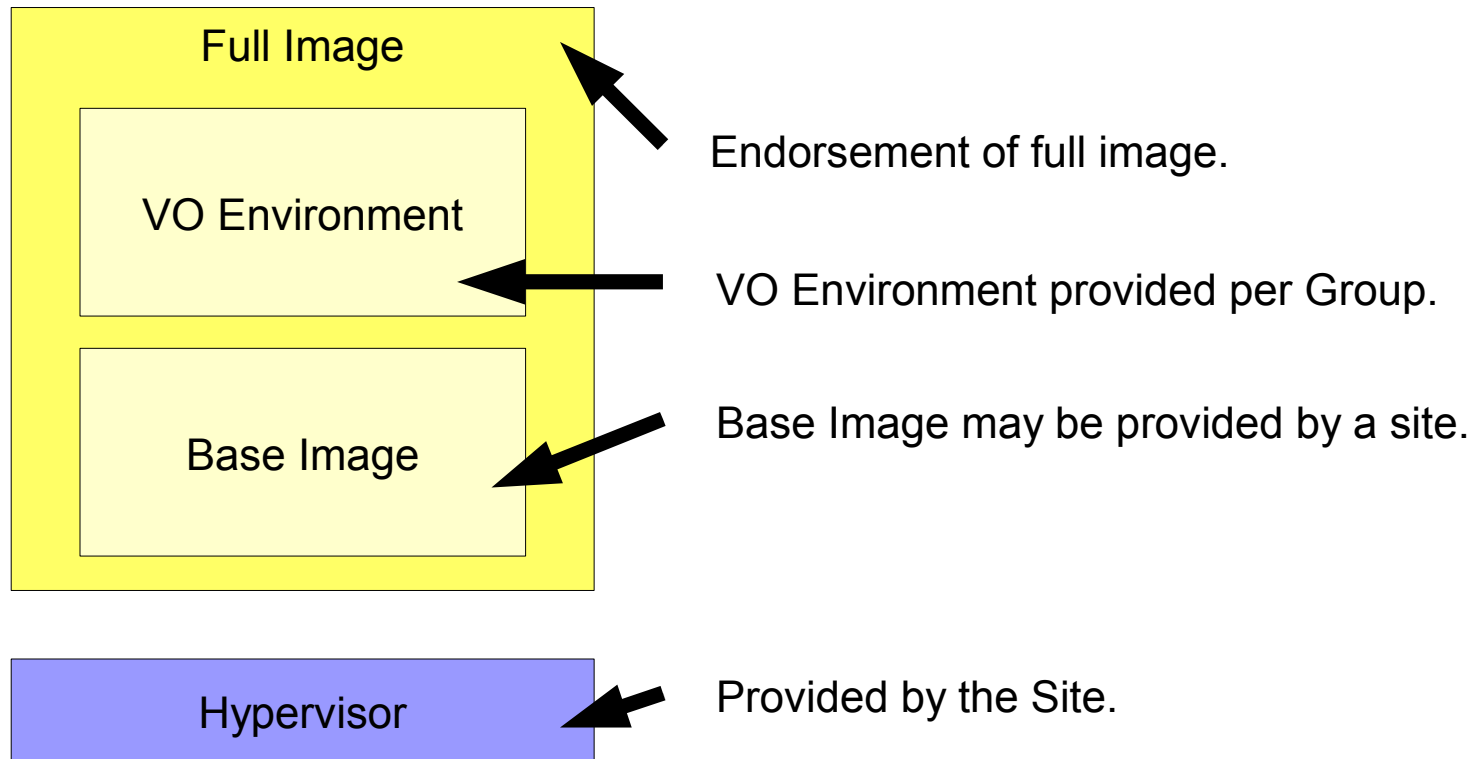 Full Image
Endorsement of full image.
VO Environment
VO Environment provided per Group.
Base Image may be provided by a site.
Base Image
Provided by the Site.
Hypervisor